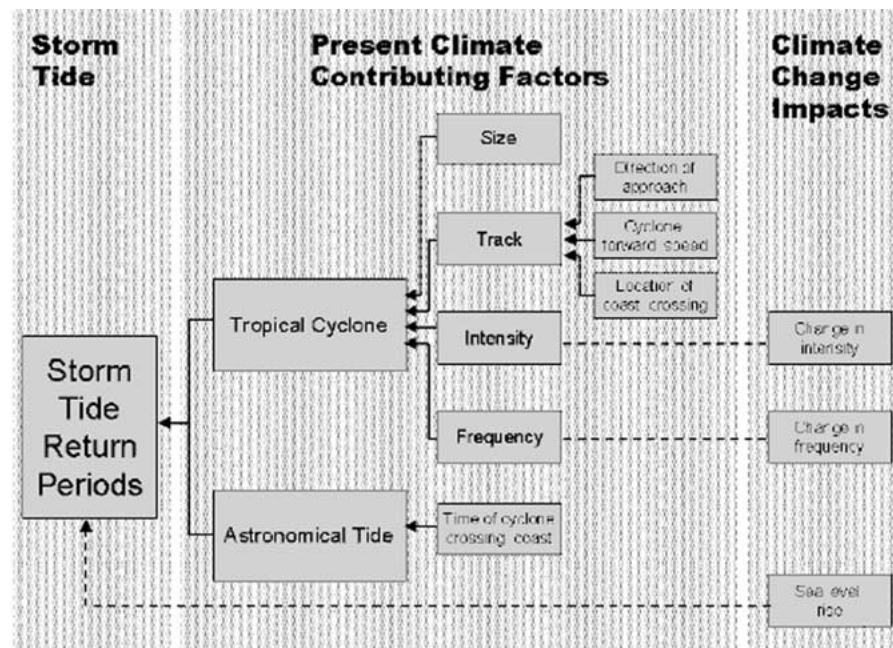 Storm
Tide
Present Climate
Contributing Factors
Climate
Change
Impacts
Size
Direction of
approach
Track
Cyclone
forward speed
Location of
coast crossing
Tropical Cyclone
Intensity
Change in
intensity
Storm
Tide
Return
Periods
Frequency
Change in
frequency
Astronomical Tide
Time of cyclone
crossing coast
Sea level
rise